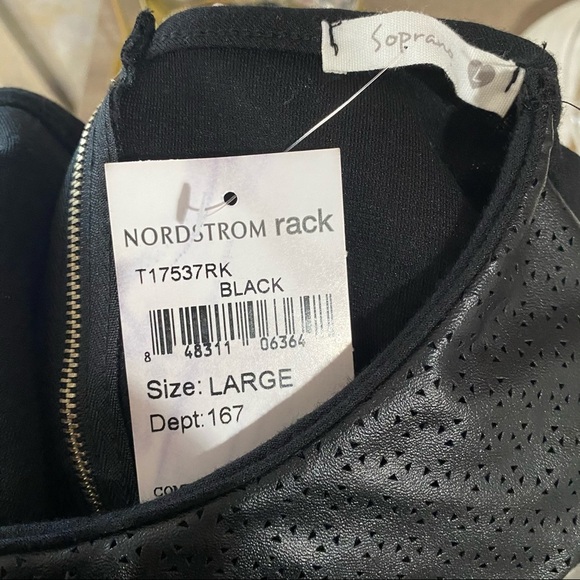 Soprano L
NORDSTROM rack
T17537RK
BLACK
8 48311 06364
Size: LARGE
Dept:167